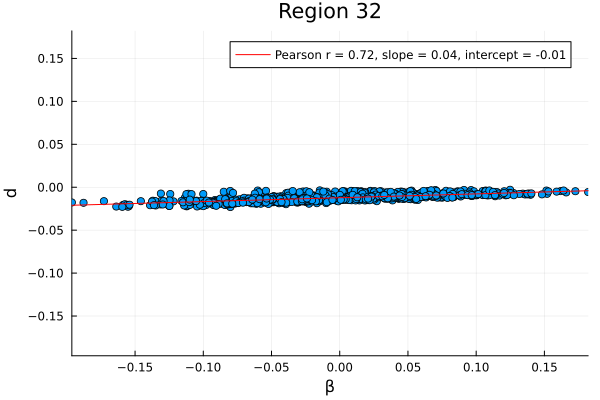 Region 32
Pearson r = 0.72, slope = 0.04, intercept = -0.01
d
0.15
0.10
0.05
0.00
−0.05
−0.10
−0.15
−0.15 −0.10 −0.05 0.00 0.05 0.10 0.15
β